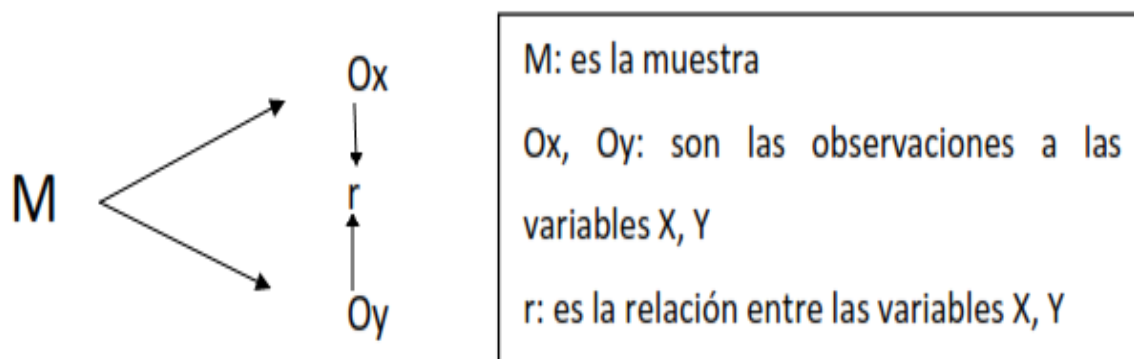 Ox
M
r
Oy
M: es la muestra
Ox, Oy: son las observaciones a las
variables X, Y
r: es la relación entre las variables X, Y